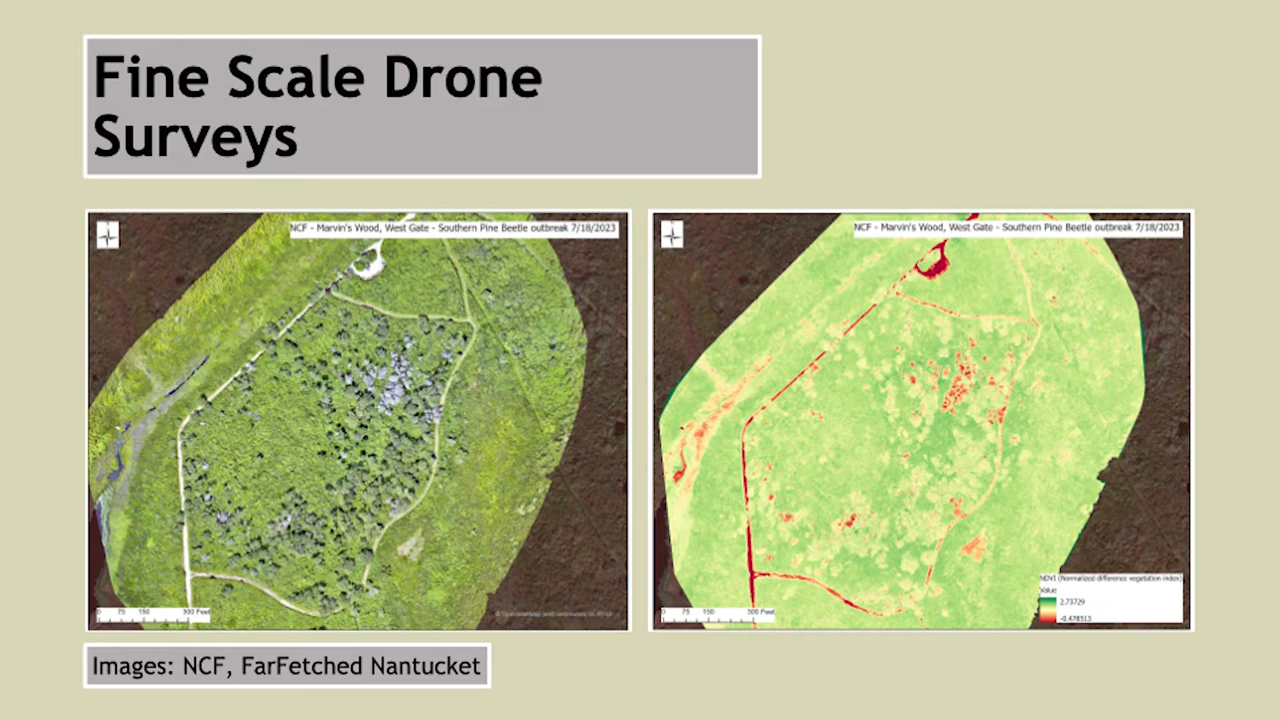 Fine Scale Drone
Surveys
NCF - Marvin's Wood, West Gate - Southern Pine Beetle outbreak 7/18/2023
0 75 150 300 Feet
NCF - Marvin's Wood, West Gate - Southern Pine Beetle outbreak 7/18/2023
NDVI (Normalized difference vegetation index)
Value
2.73729
-0.478513
0 75 150 300 Feet
Images: NCF, FarFetched Nantucket